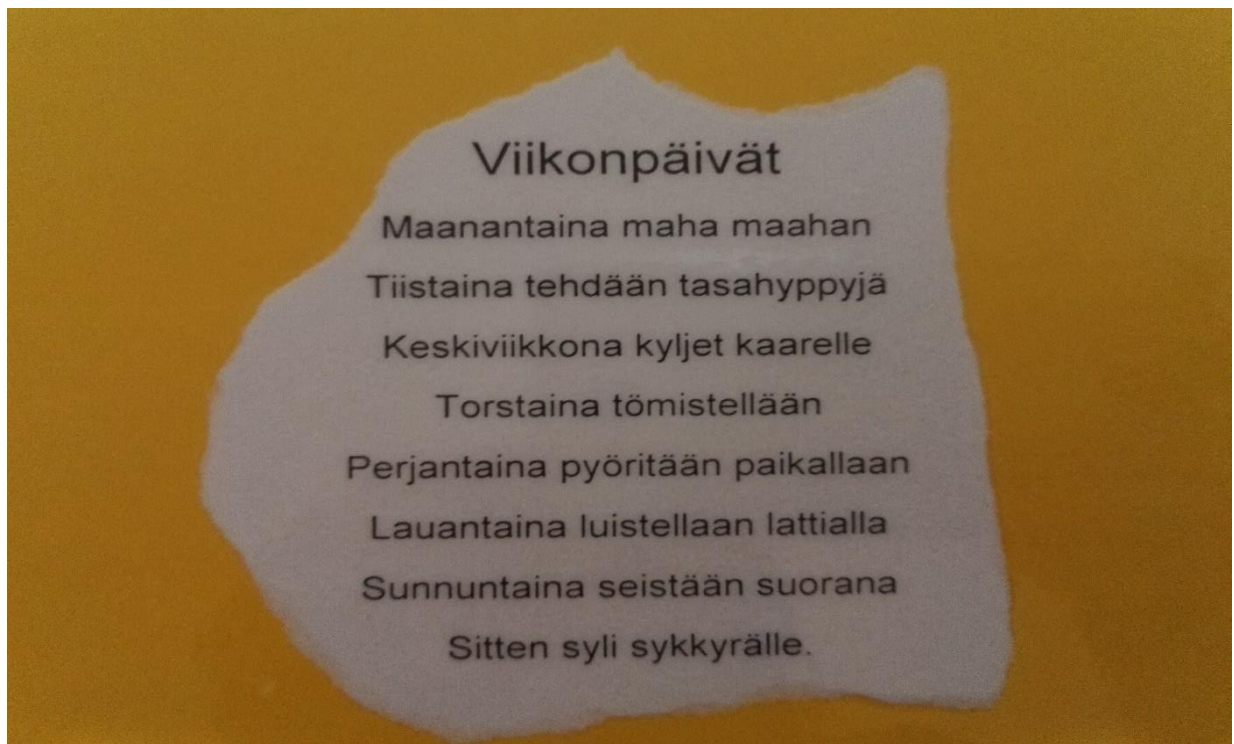 Viikonpäivät
Maanantaina maha maahan
Tiistaina tehdään tasahyppyjä
Keskiviikkona kyljet kaarelle
Torstaina tömistellään
Perjantaina pyöritään paikallaan
Lauantaina luistellaan lattialla
Sunnuntaina seistään suorana
Sitten syli sykkyrälle.